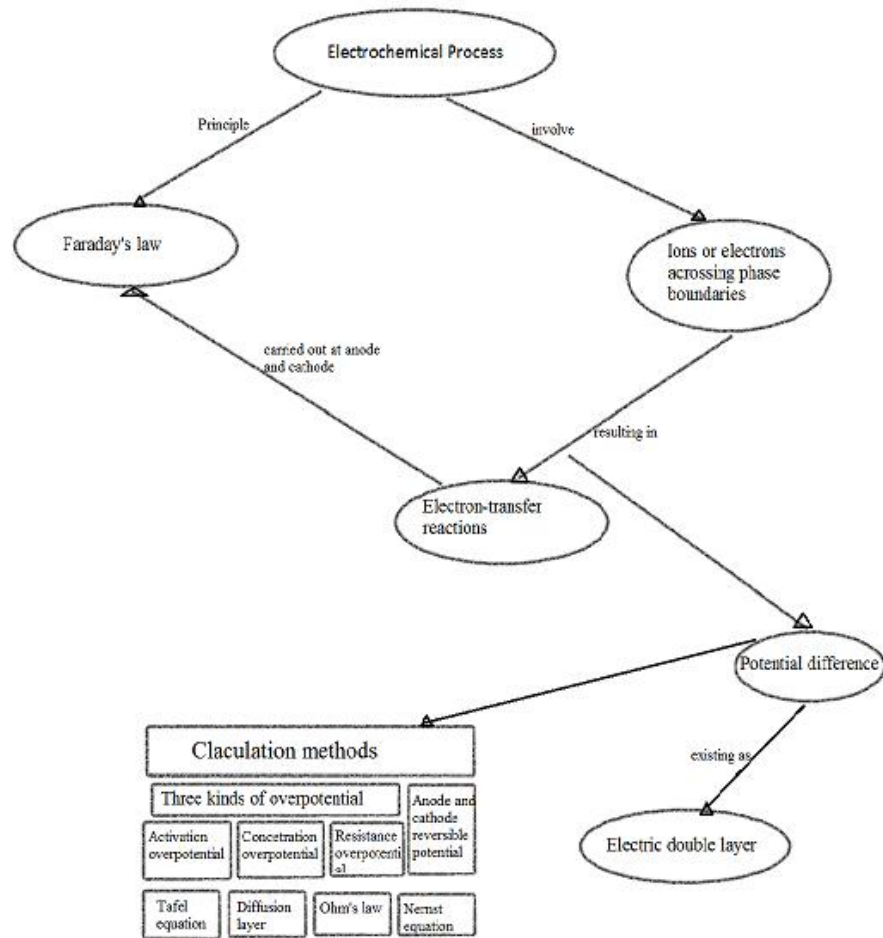 Electrochemical Process
Principle
involve
Faraday's law
Ions or electrons
acrossing phase
boundaries
carried out at anode
and cathode
resulting in
Electron-transfer
reactions
Potential difference
Claculation methods
existing as
Three kinds of overpotential
Anode and
cathode
reversible
potential
Activation
overpotential
Concetration
overpotential
Resistance
overpotenti
al
Electric double layer
Tafel
equation
Diffusion
layer
Ohm's law
Nernst
equation